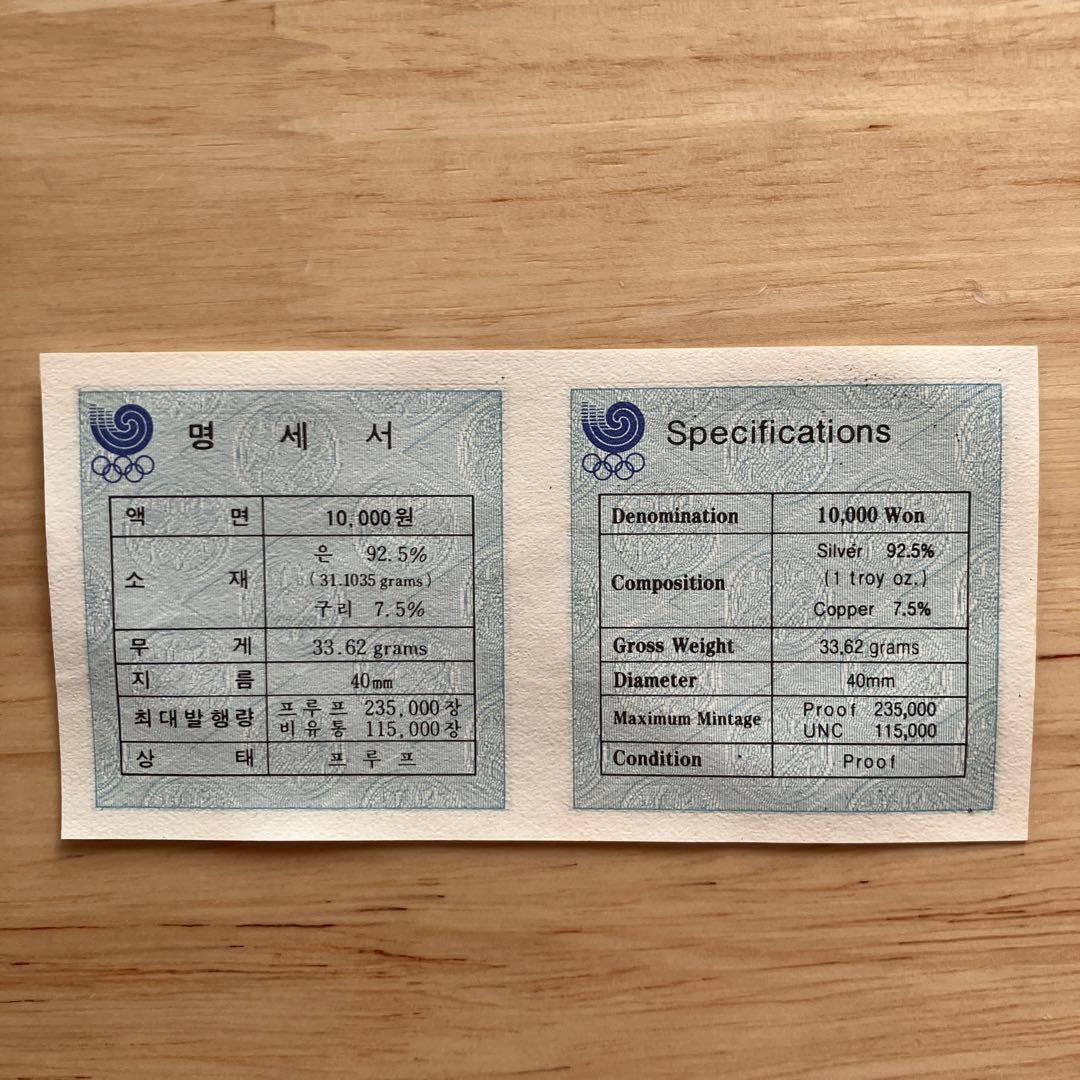 명 세 서
액 면 10,000원
소 재 은 92.5%
(31.1035 grams)
구리 7.5%
무 게 33.62 grams
지 름 40mm
최대발행량 프루프 235,000장
비유통 115,000장
상 태 프 루 프
Specifications
Denomination 10,000 Won
Composition Silver 92.5%
(1 troy oz.)
Copper 7.5%
Gross Weight 33.62 grams
Diameter 40mm
Maximum Mintage Proof 235,000
UNC 115,000
Condition Proof